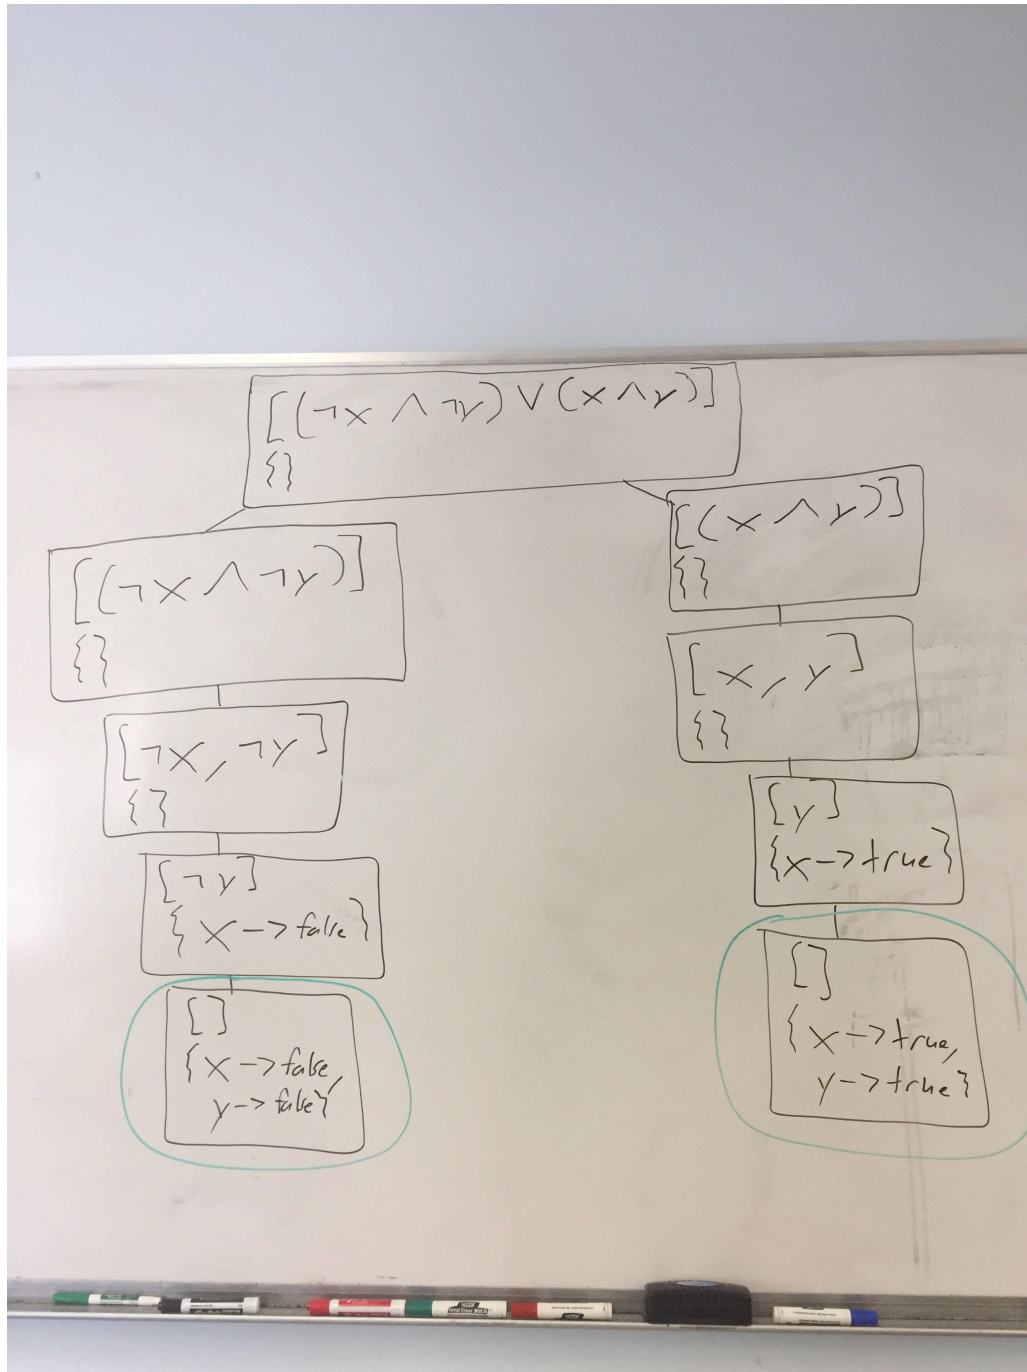 [(¬x ∧ ¬y) ∨ (x ∧ y)]
{}
[(¬x ∧ ¬y)]
{}
[¬x, ¬y]
{}
[¬y]
{x -> false}
[]
{x -> false,
y -> false}
[(x ∧ y)]
{}
[x, y]
{}
[y]
{x -> true}
[]
{x -> true,
y -> true}